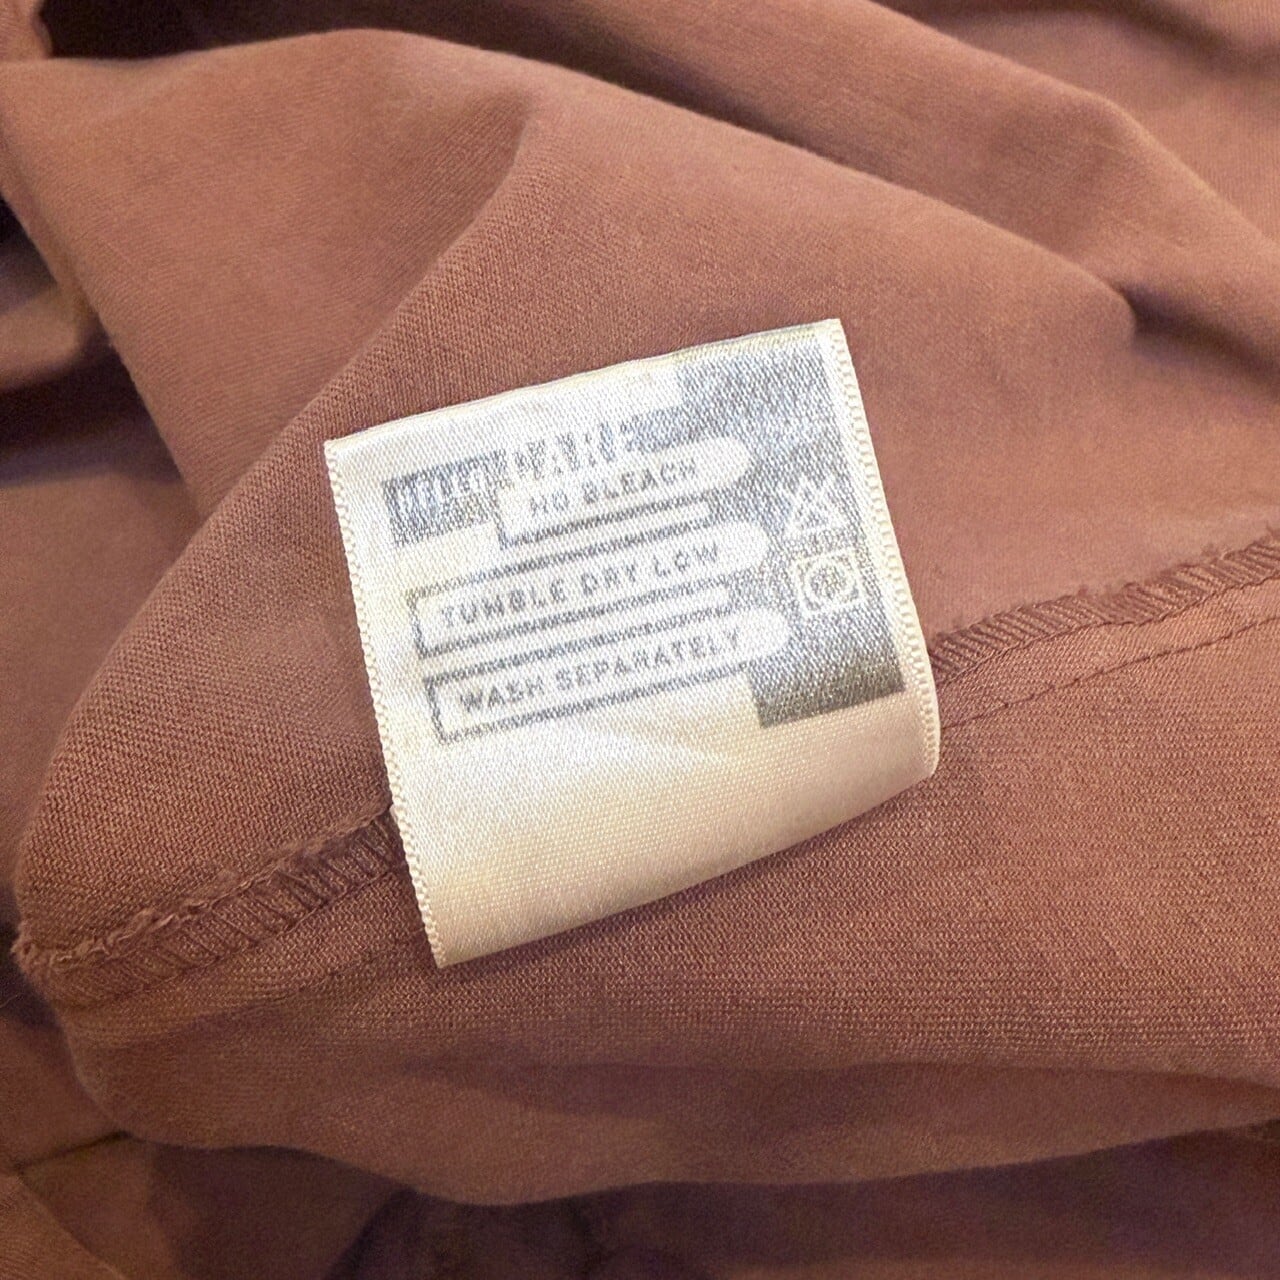 NO BLEACH
TUMBLE DRY LOW
WASH SEPARATELY